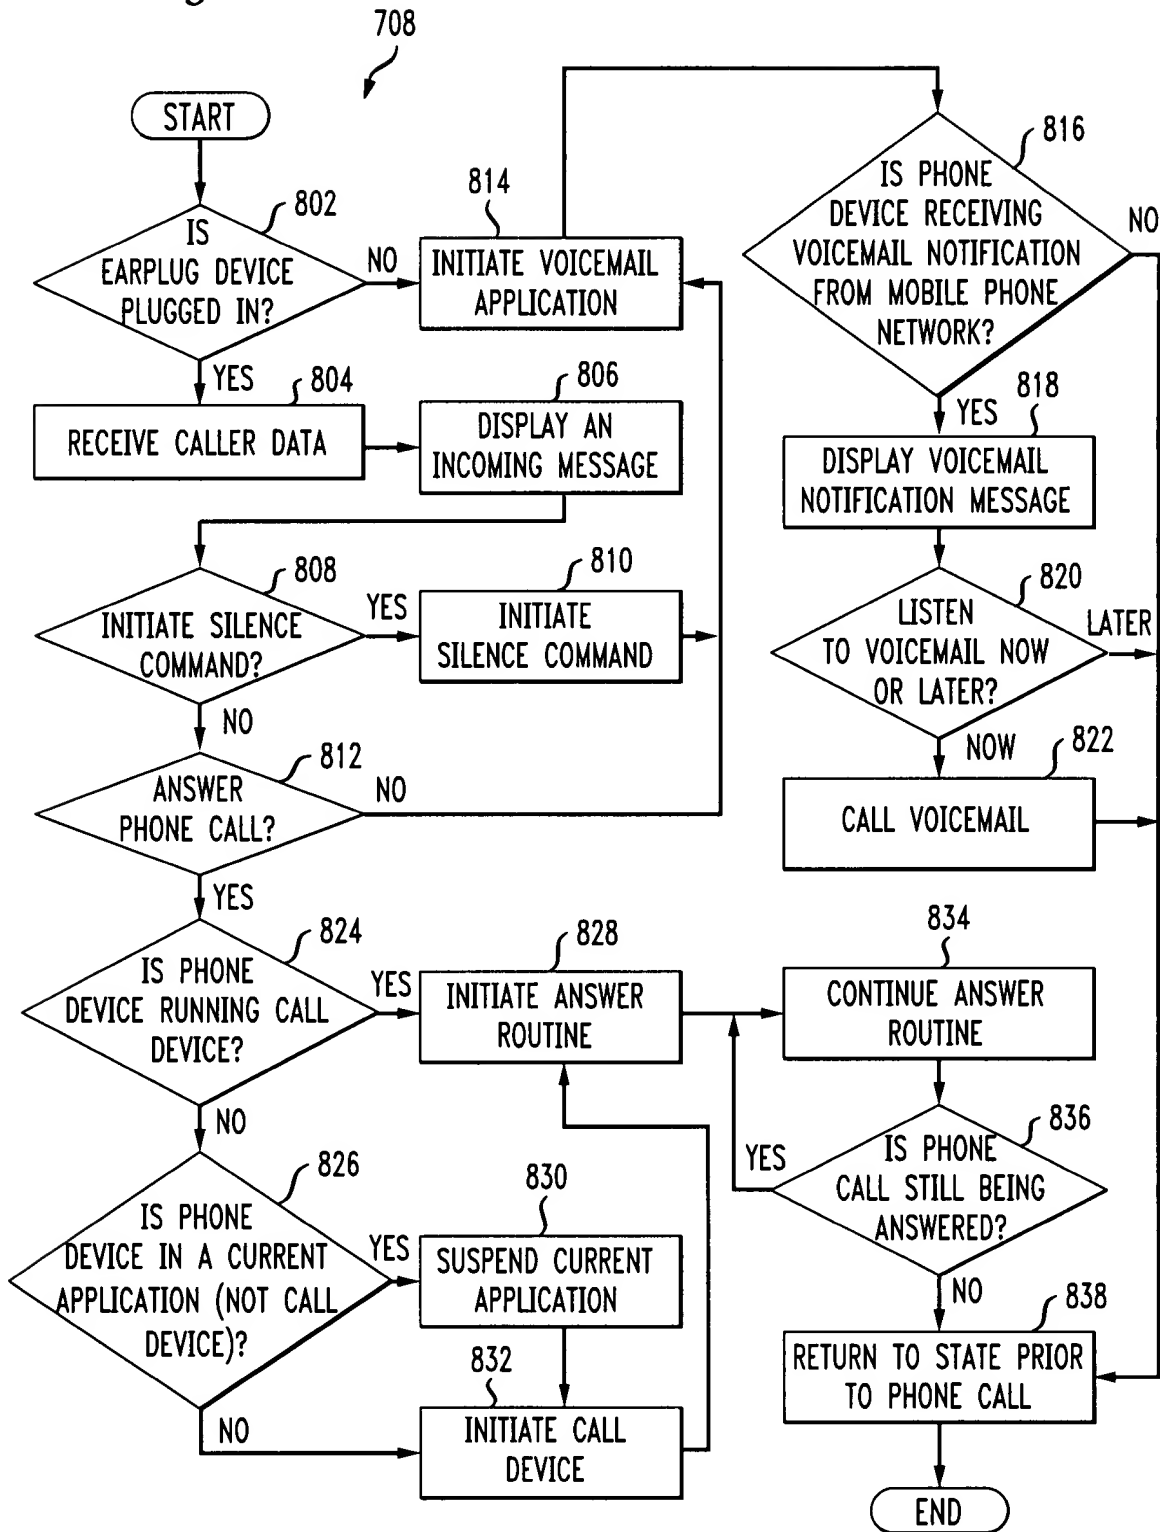 708
START
802
IS
EARPLUG DEVICE
PLUGGED IN?
NO
YES
814
INITIATE VOICEMAIL
APPLICATION
804
RECEIVE CALLER DATA
806
DISPLAY AN
INCOMING MESSAGE
808
INITIATE SILENCE
COMMAND?
YES
NO
810
INITIATE
SILENCE COMMAND
812
ANSWER
PHONE CALL?
NO
YES
816
IS PHONE
DEVICE RECEIVING
VOICEMAIL NOTIFICATION
FROM MOBILE PHONE
NETWORK?
NO
YES
818
DISPLAY VOICEMAIL
NOTIFICATION MESSAGE
820
LISTEN
TO VOICEMAIL NOW
OR LATER?
LATER
NOW
822
CALL VOICEMAIL
824
IS PHONE
DEVICE RUNNING CALL
DEVICE?
YES
NO
828
INITIATE ANSWER
ROUTINE
834
CONTINUE ANSWER
ROUTINE
836
IS PHONE
CALL STILL BEING
ANSWERED?
YES
NO
826
IS PHONE
DEVICE IN A CURRENT
APPLICATION (NOT CALL
DEVICE)?
YES
NO
830
SUSPEND CURRENT
APPLICATION
832
INITIATE CALL
DEVICE
838
RETURN TO STATE PRIOR
TO PHONE CALL
END